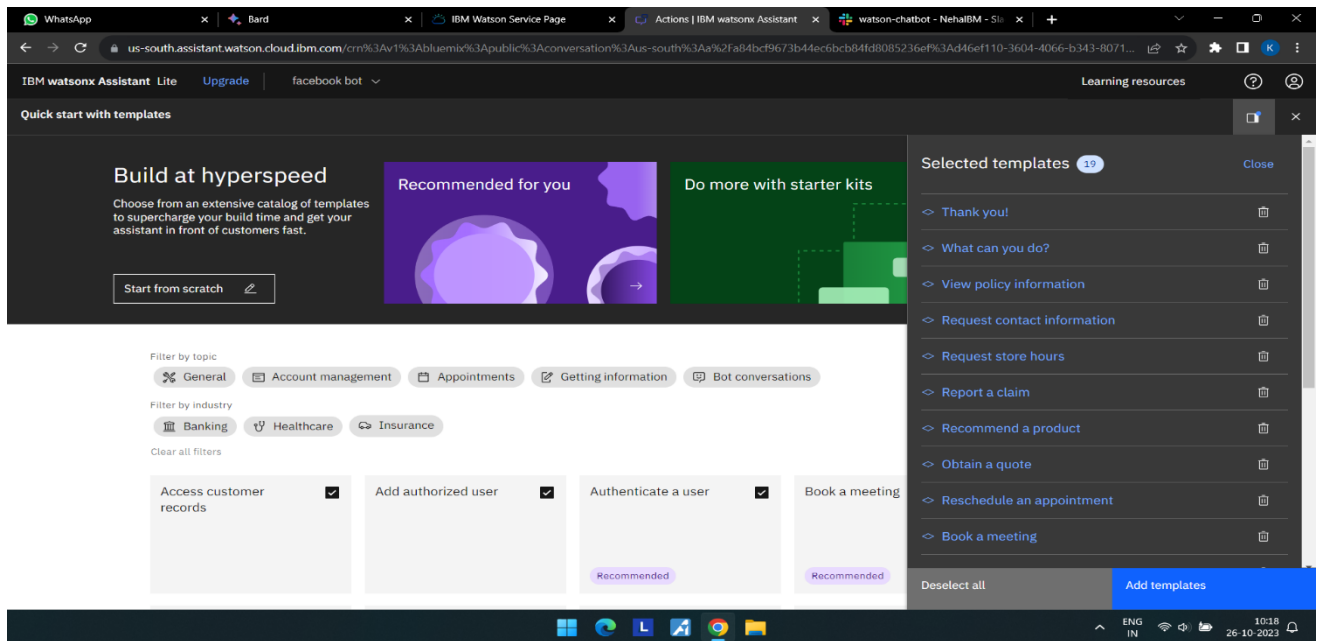 WhatsApp
Bard
IBM Watson Service Page
Actions | IBM watsonx Assistant
watson-chatbot - NehalBM - Sla
us-south.assistant.watson.cloud.ibm.com/crn%3Av1%3Abluemix%3Apublic%3Aconversation%3Aus-south%3Aa%2Fa84bcf9673b44ec6bcb84fd8085236ef%3Ad46ef110-3604-4066-b343-8071...
K
IBM watsonx Assistant Lite
Upgrade
facebook bot
Learning resources
Quick start with templates
Build at hyperspeed
Choose from an extensive catalog of templates
to supercharge your build time and get your
assistant in front of customers fast.
Start from scratch
Recommended for you
Do more with starter kits
Filter by topic
General
Account management
Appointments
Getting information
Bot conversations
Filter by industry
Banking
Healthcare
Insurance
Clear all filters
Access customer
records
Add authorized user
Authenticate a user
Recommended
Book a meeting
Recommended
Selected templates 19
Close
Thank you!
What can you do?
View policy information
Request contact information
Request store hours
Report a claim
Recommend a product
Obtain a quote
Reschedule an appointment
Book a meeting
Deselect all
Add templates
L
ENG
IN
10:18
26-10-2023